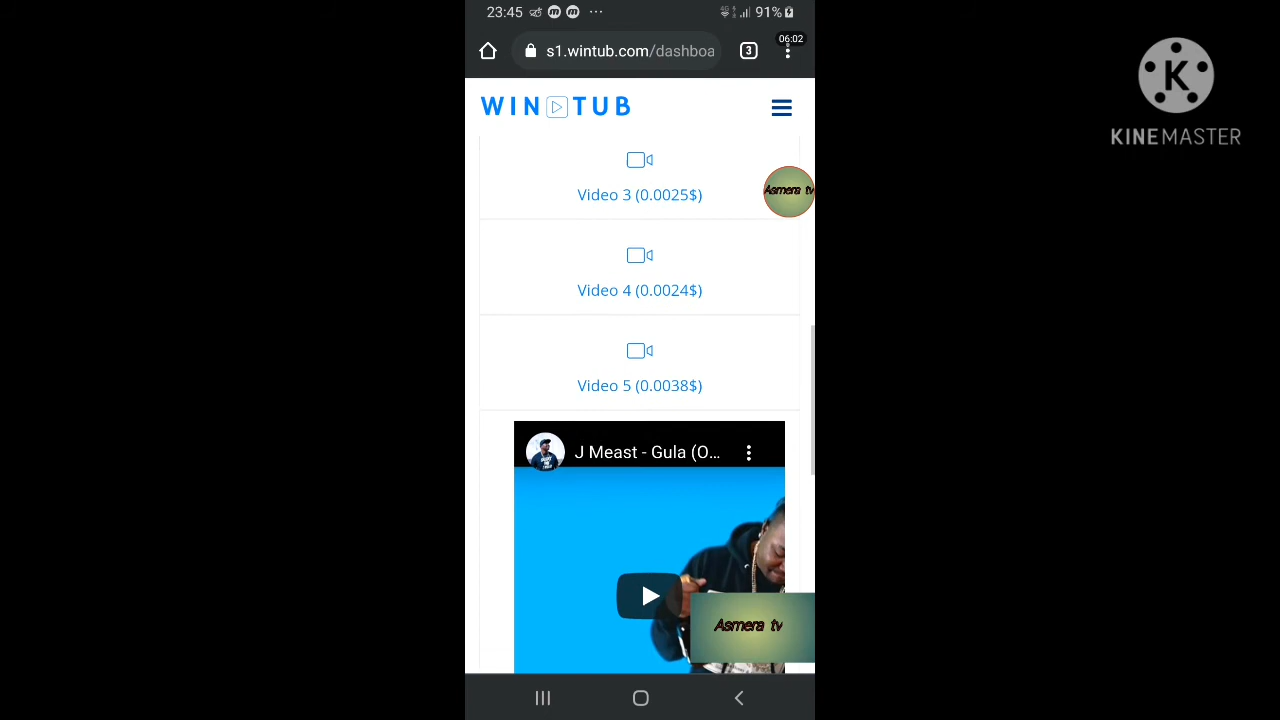 23:45
91%
06:02
s1.wintub.com/dashboa
3
K
KINEMASTER
WIN TUB
Video 3 (0.0025$)
Asmera tv
Video 4 (0.0024$)
Video 5 (0.0038$)
J Meast - Gula (O...
Asmera tv